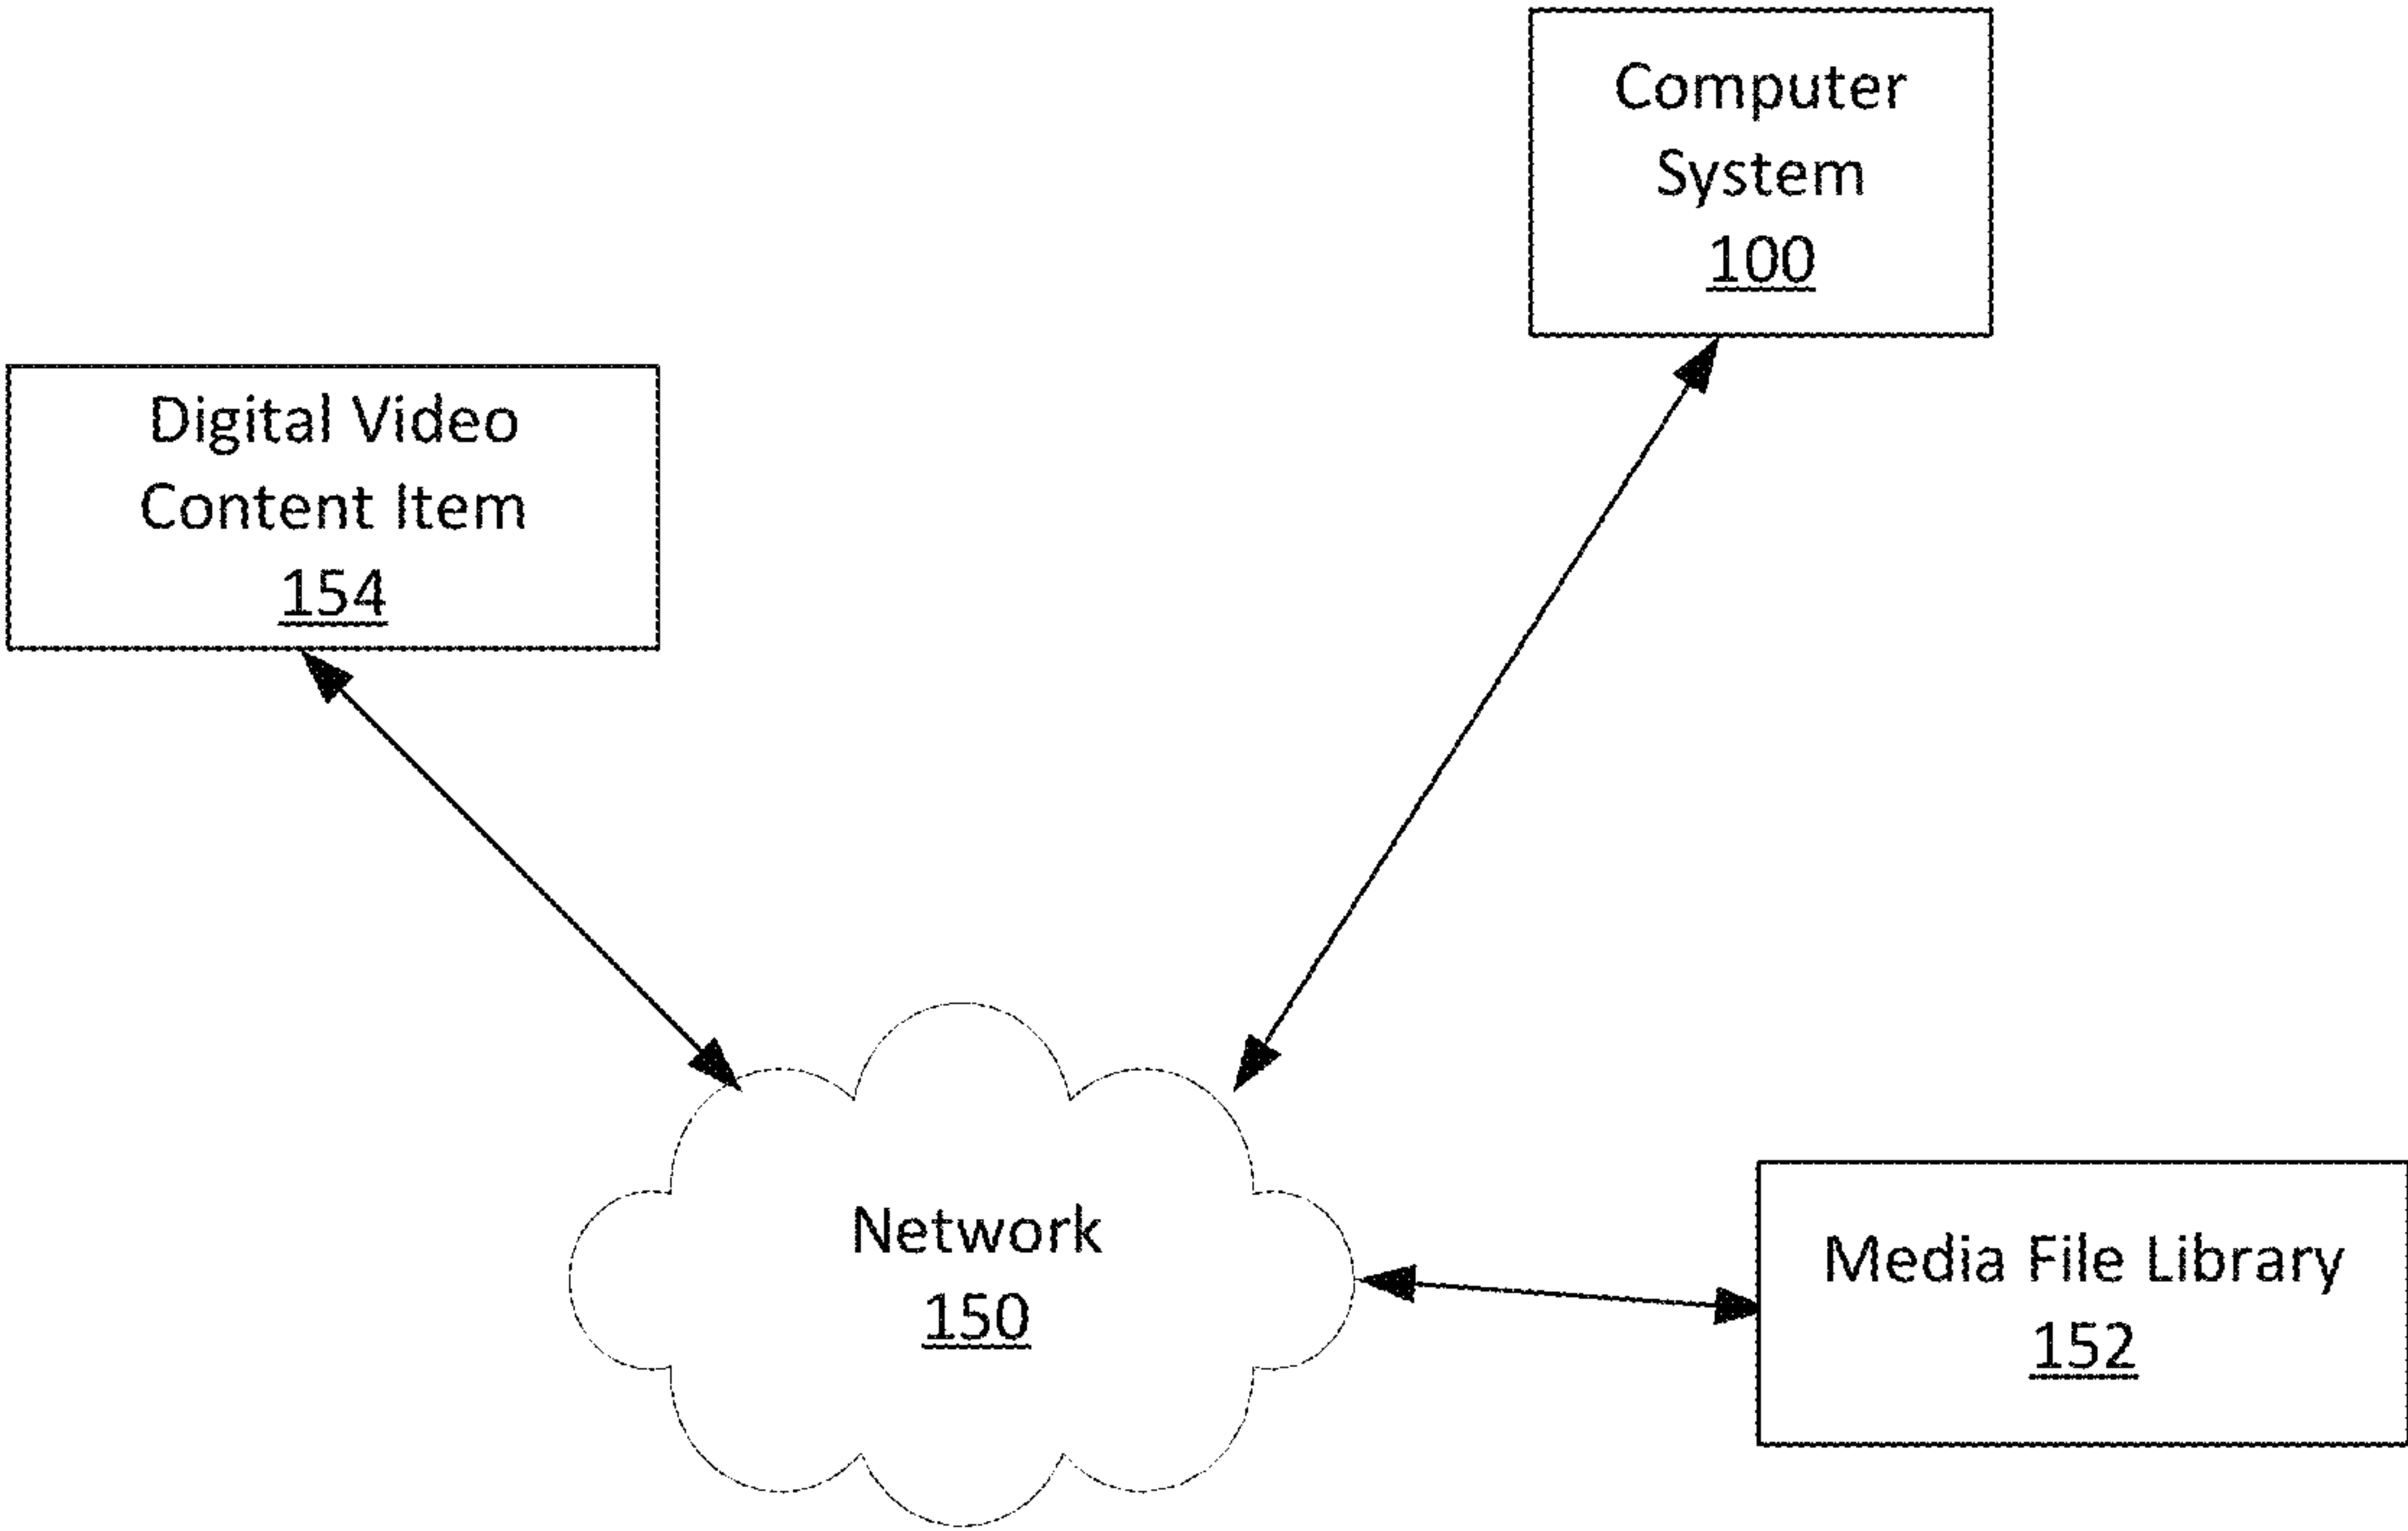 Computer
System
100
Digital Video
Content Item
154
Network
150
Media File Library
152